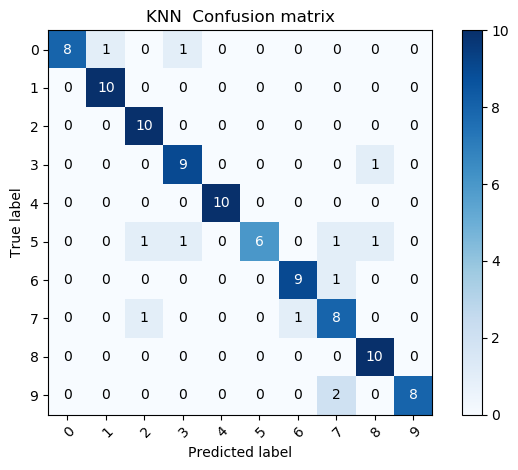 KNN  Confusion matrix
0 8 1 0 1 0 0 0 0 0 0
1 0 10 0 0 0 0 0 0 0 0
2 0 0 10 0 0 0 0 0 0 0
3 0 0 0 9 0 0 0 0 1 0
4 0 0 0 0 10 0 0 0 0 0
5 0 0 1 1 0 6 0 1 1 0
6 0 0 0 0 0 0 9 1 0 0
7 0 0 1 0 0 0 1 8 0 0
8 0 0 0 0 0 0 0 0 10 0
9 0 0 0 0 0 0 0 2 0 8
0 1 2 3 4 5 6 7 8 9
True label
Predicted label
10
8
6
4
2
0